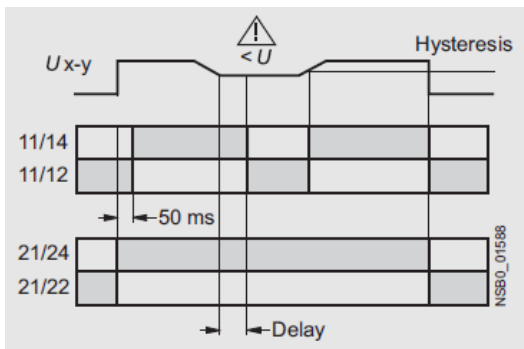 Hysteresis
< U
U x-y
11/14
11/12
50 ms
21/24
21/22
Delay
NSB0_01588